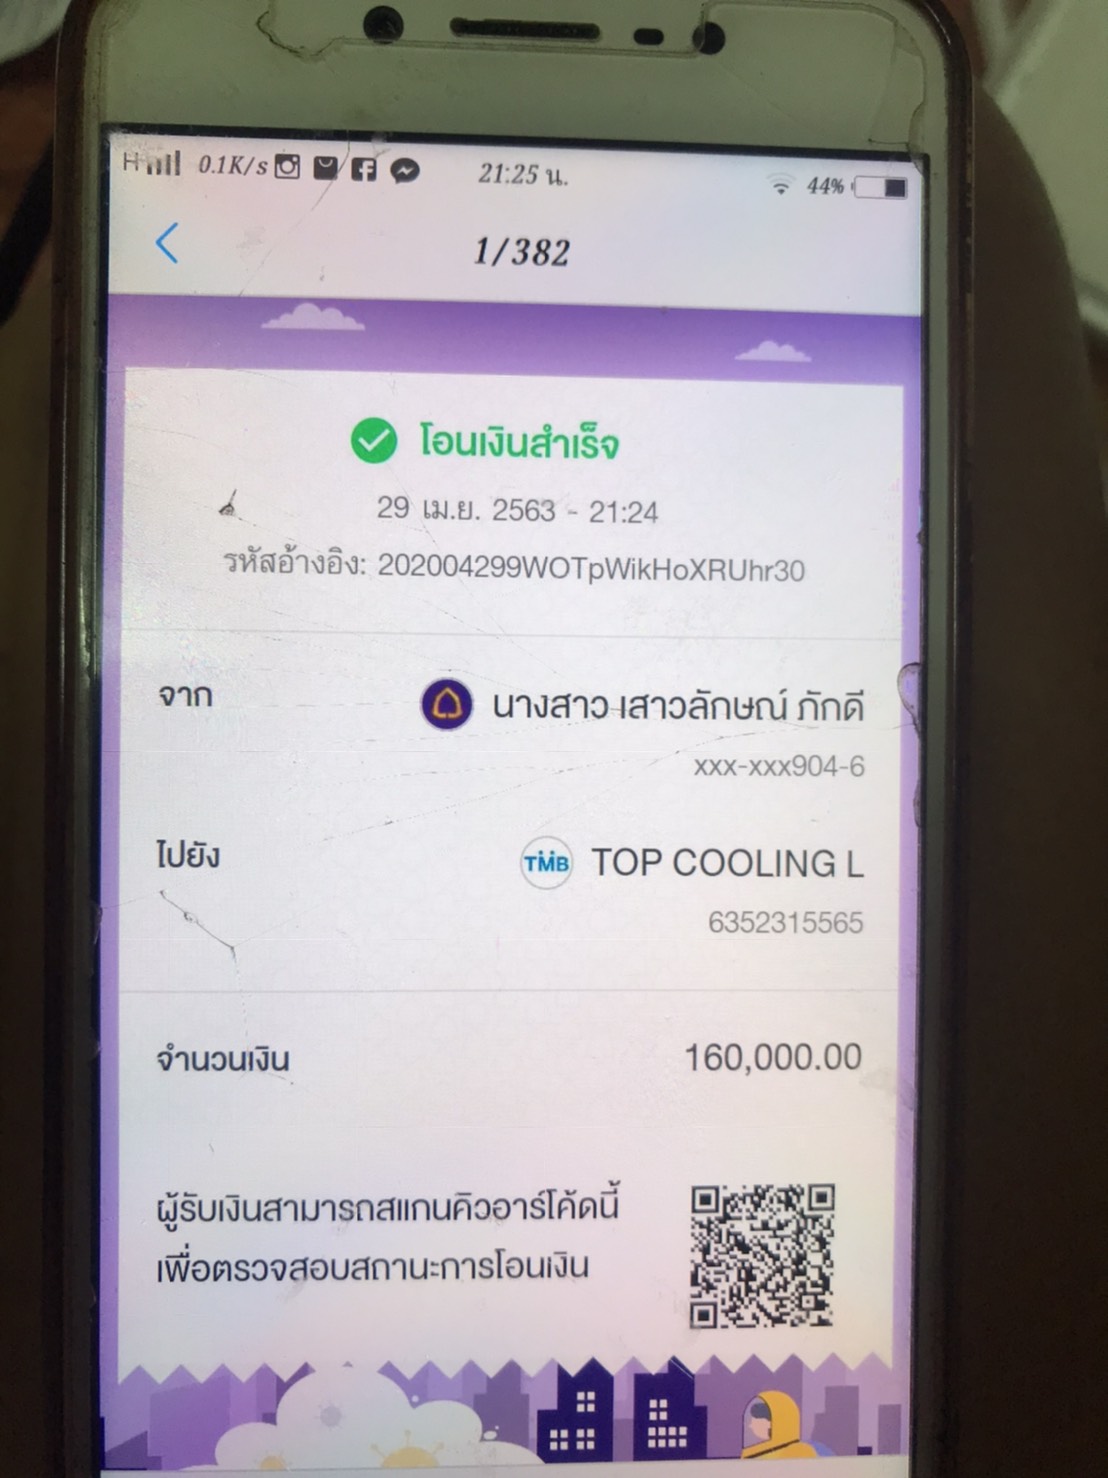 H 0.1K/s 21:25 น. 44%
1/382
โอนเงินสำเร็จ
29 เม.ย. 2563 - 21:24
รหัสอ้างอิง: 202004299WOTpWikHoXRUhr30
จาก นางสาว เสาวลักษณ์ ภักดี
xxx-xxx904-6
ไปยัง TMB TOP COOLING L
6352315565
จำนวนเงิน 160,000.00
ผู้รับเงินสามารถสแกนคิวอาร์โค้ดนี้
เพื่อตรวจสอบสถานะการโอนเงิน